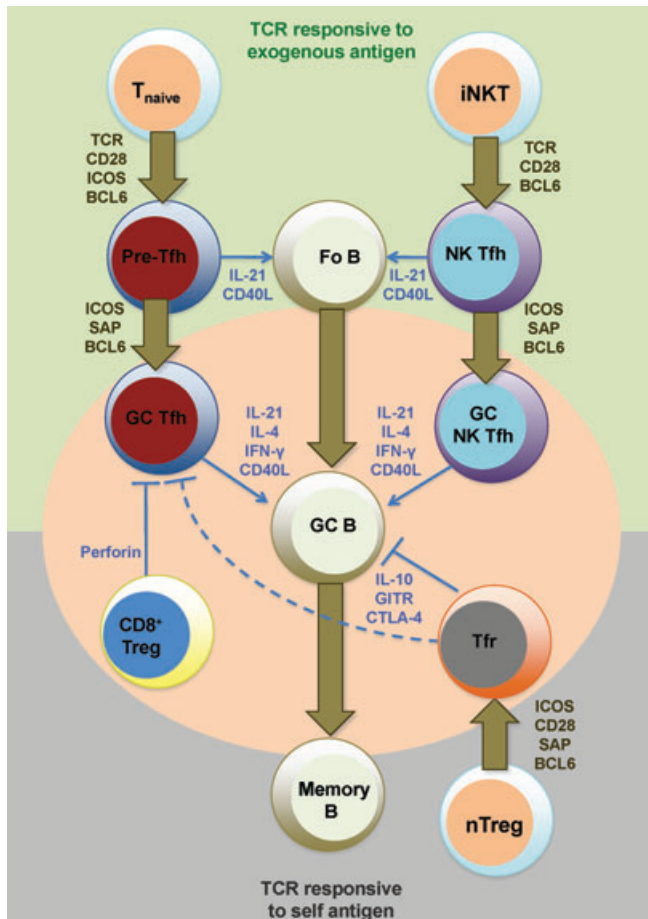 TCR responsive to
exogenous antigen
T_naive
iNKT
TCR
CD28
ICOS
BCL6
TCR
CD28
BCL6
Pre-Tfh
IL-21
CD40L
Fo B
IL-21
CD40L
NK Tfh
ICOS
SAP
BCL6
ICOS
SAP
BCL6
GC Tfh
IL-21
IL-4
IFN-γ
CD40L
IL-21
IL-4
IFN-γ
CD40L
GC
NK Tfh
GC B
Perforin
IL-10
GITR
CTLA-4
CD8⁺
Treg
Tfr
ICOS
CD28
SAP
BCL6
Memory
B
nTreg
TCR responsive
to self antigen